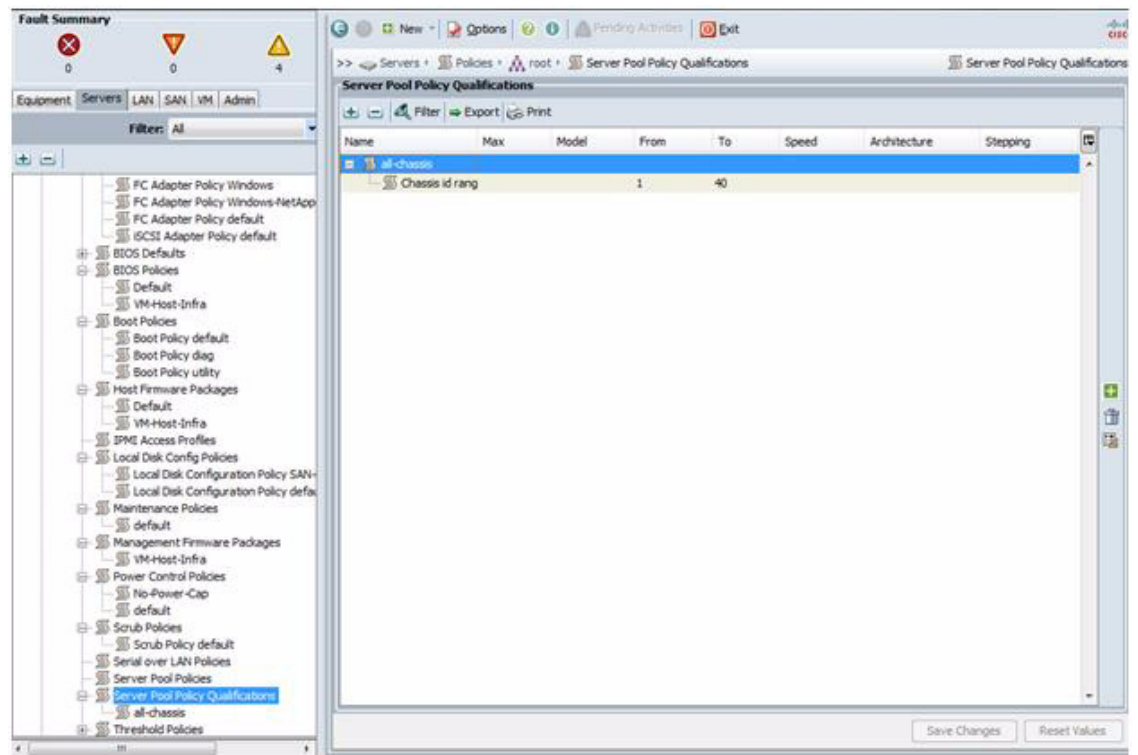 Fault Summary
0 0 4
Equipment Servers LAN SAN VM Admin
Filter: All
FC Adapter Policy Windows
FC Adapter Policy Windows-NetApp
FC Adapter Policy default
iSCSI Adapter Policy default
BIOS Defaults
BIOS Policies
Default
VM-Host-Infra
Boot Policies
Boot Policy default
Boot Policy diag
Boot Policy utility
Host Firmware Packages
Default
VM-Host-Infra
IPMI Access Profiles
Local Disk Config Policies
Local Disk Configuration Policy SAN-
Local Disk Configuration Policy defau
Maintenance Policies
default
Management Firmware Packages
VM-Host-Infra
Power Control Policies
No-Power-Cap
default
Scrub Policies
Scrub Policy default
Serial over LAN Policies
Server Pool Policies
Server Pool Policy Qualifications
all-chassis
Threshold Policies
New Options Pending Activities Exit
CISC
>> Servers Policies root Server Pool Policy Qualifications Server Pool Policy Qualifications
Server Pool Policy Qualifications
Filter Export Print
Name Max Model From To Speed Architecture Stepping
all-chassis
Chassis id rang 1 40
Save Changes Reset Values